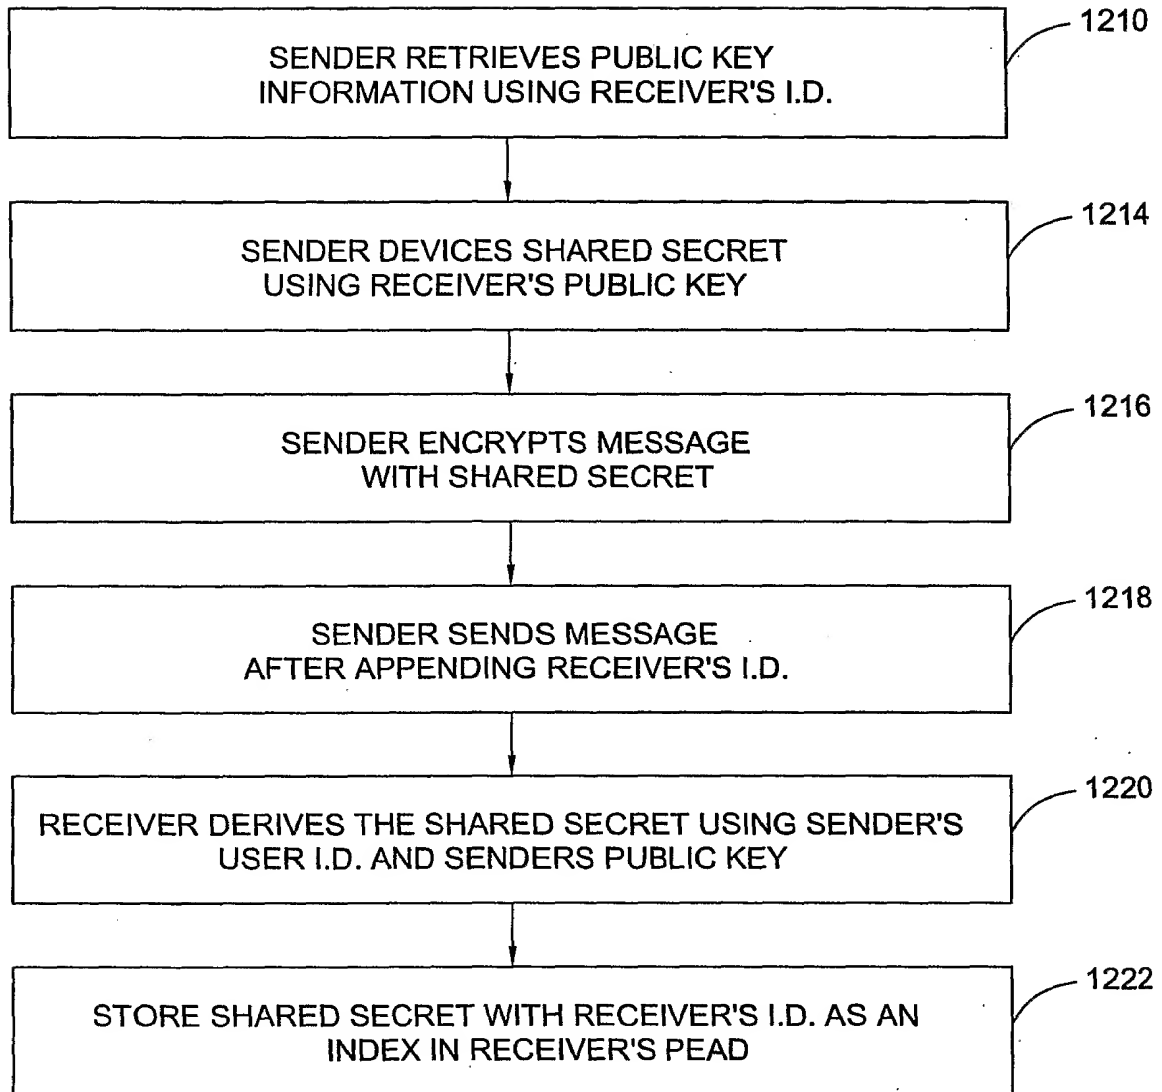 SENDER RETRIEVES PUBLIC KEY
INFORMATION USING RECEIVER'S I.D.
1210
SENDER DEVICES SHARED SECRET
USING RECEIVER'S PUBLIC KEY
1214
SENDER ENCRYPTS MESSAGE
WITH SHARED SECRET
1216
SENDER SENDS MESSAGE
AFTER APPENDING RECEIVER'S I.D.
1218
RECEIVER DERIVES THE SHARED SECRET USING SENDER'S
USER I.D. AND SENDERS PUBLIC KEY
1220
STORE SHARED SECRET WITH RECEIVER'S I.D. AS AN
INDEX IN RECEIVER'S PEAD
1222